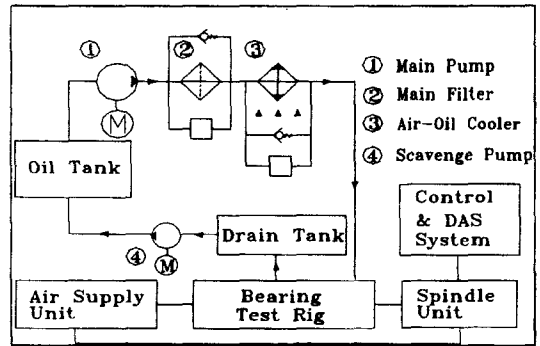 ①
②
③
① Main Pump
② Main Filter
③ Air-Oil Cooler
④ Scavenge Pump
M
Oil Tank
Control
& DAS
System
Drain Tank
④
M
Air Supply
Unit
Bearing
Test Rig
Spindle
Unit